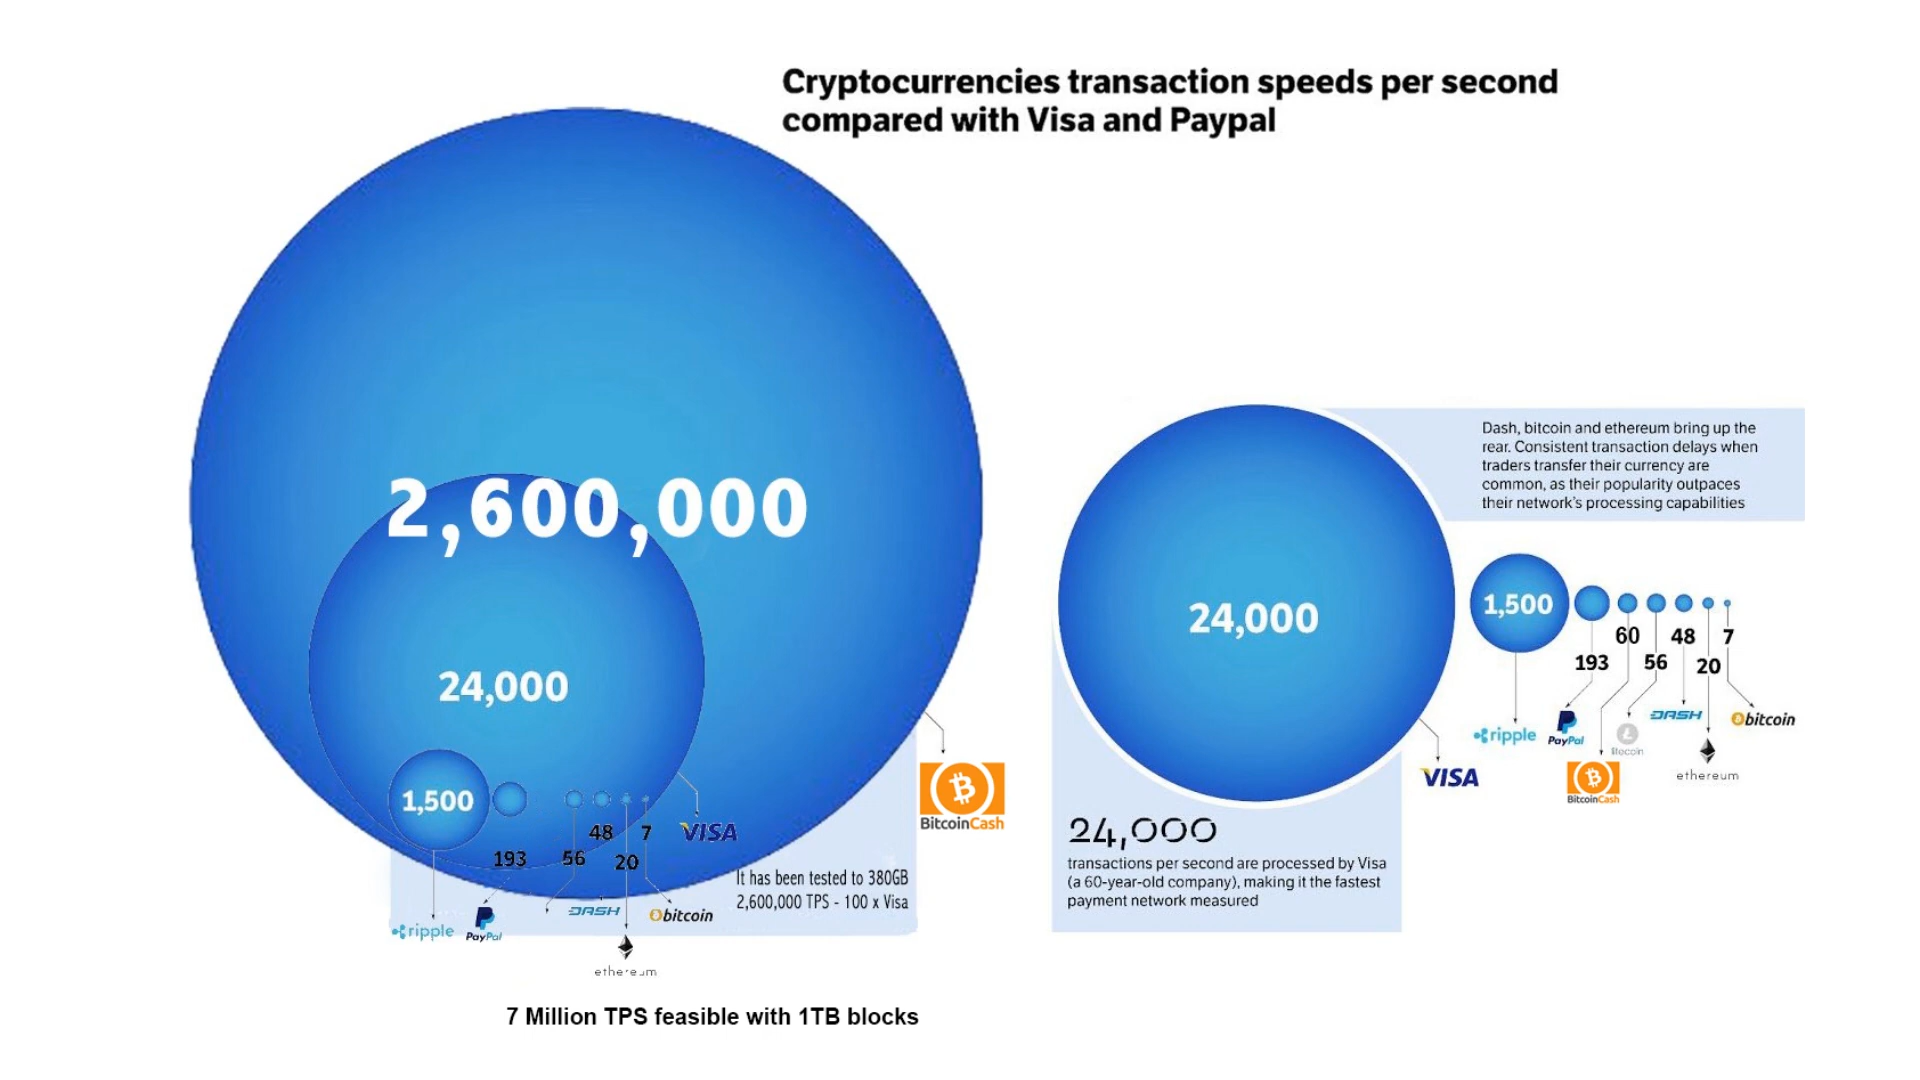 Cryptocurrencies transaction speeds per second
compared with Visa and Paypal
2,600,000
24,000
1,500
193
56
48
20
7
VISA
ripple
PayPal
DASH
ethereum
bitcoin
BitcoinCash
It has been tested to 380GB
2,600,000 TPS - 100 x Visa
7 Million TPS feasible with 1TB blocks
24,000
Dash, bitcoin and ethereum bring up the
rear. Consistent transaction delays when
traders transfer their currency are
common, as their popularity outpaces
their network's processing capabilities
1,500
193
60
56
48
20
7
ripple
PayPal
BitcoinCash
litecoin
DASH
ethereum
bitcoin
VISA
24,000
transactions per second are processed by Visa
(a 60-year-old company), making it the fastest
payment network measured